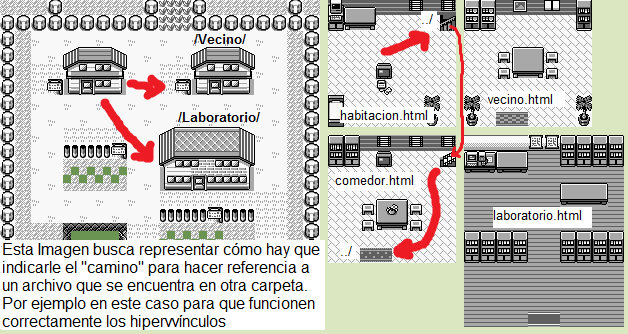 /Vecino/
/Laboratorio/
../
habitacion.html
vecino.html
comedor.html
laboratorio.html
../
Esta Imagen busca representar cómo hay que
indicarle el "camino" para hacer referencia a
un archivo que se encuentra en otra carpeta.
Por ejemplo en este caso para que funcionen
correctamente los hipervvínculos